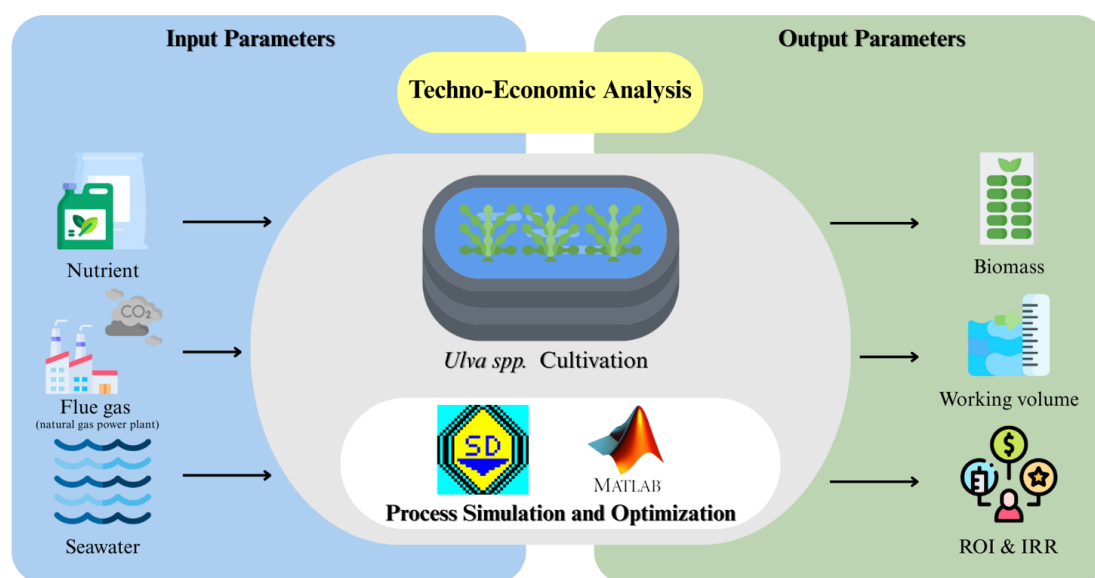 Input Parameters
Output Parameters
Techno-Economic Analysis
Nutrient
CO2
Flue gas
(natural gas power plant)
Seawater
Ulva spp. Cultivation
SD
MATLAB
Process Simulation and Optimization
Biomass
Working volume
$
ROI & IRR